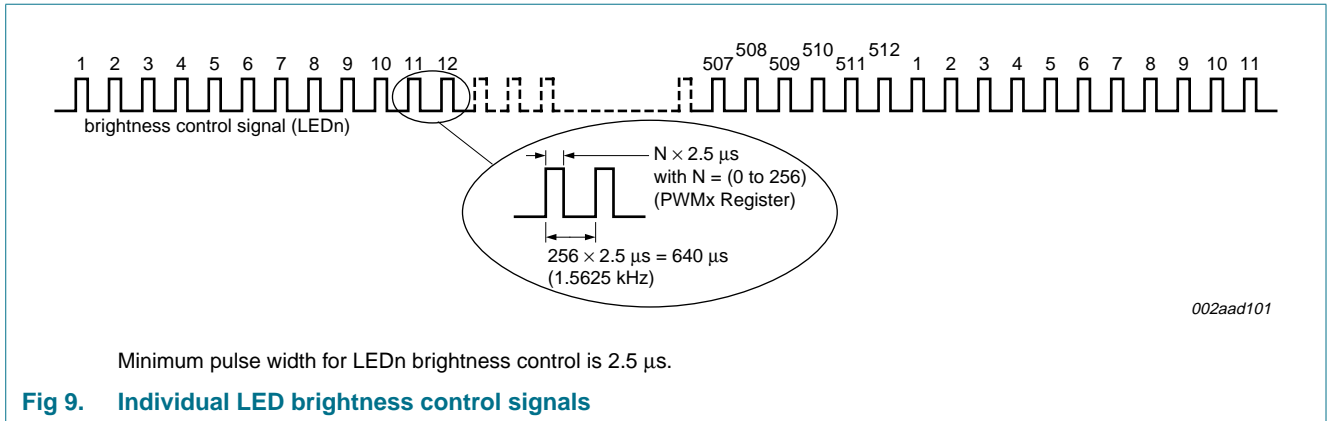 508 510 512
1 2 3 4 5 6 7 8 9 10 11 12 507 509 511 1 2 3 4 5 6 7 8 9 10 11
brightness control signal (LEDn)
N × 2.5 μs
with N = (0 to 256)
(PWMx Register)
256 × 2.5 μs = 640 μs
(1.5625 kHz)
002aad101
Minimum pulse width for LEDn brightness control is 2.5 μs.
Fig 9. Individual LED brightness control signals